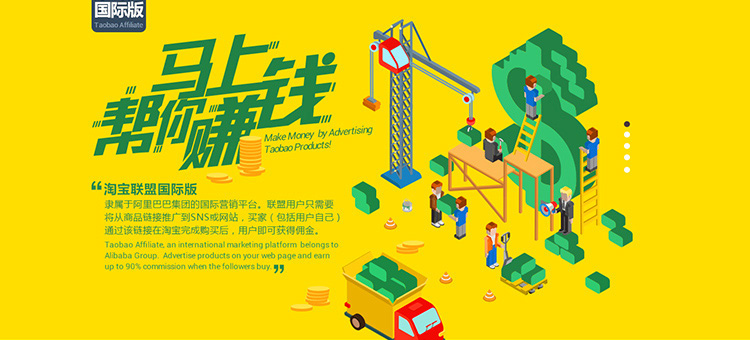 国际版
Taobao Affiliate
马上
帮你赚钱
Make Money by Advertising
Taobao Products!
“淘宝联盟国际版
隶属于阿里巴巴集团的国际营销平台。联盟用户只需要
将从商品链接推广到SNS或网站，买家（包括用户自己）
通过该链接在淘宝完成购买后，用户即可获得佣金。
Taobao Affiliate, an international marketing platform belongs to
Alibaba Group. Advertise products on your web page and earn
up to 90% commission when the followers buy.”